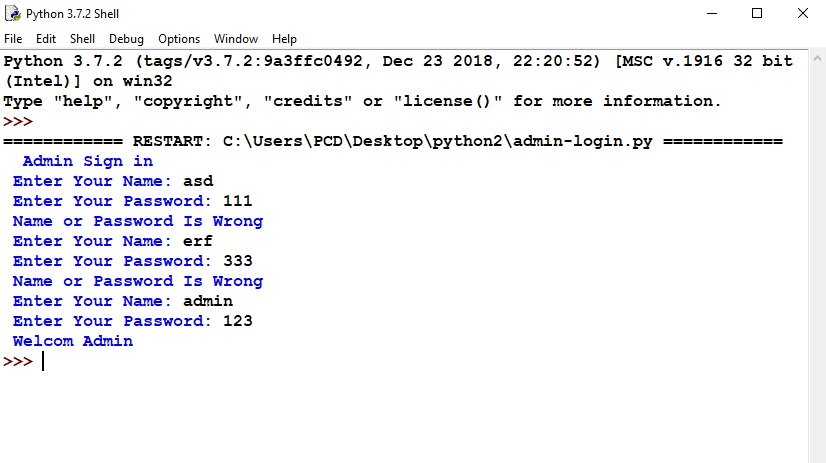 Python 3.7.2 Shell
File Edit Shell Debug Options Window Help
Python 3.7.2 (tags/v3.7.2:9a3ffc0492, Dec 23 2018, 22:20:52) [MSC v.1916 32 bit
(Intel)] on win32
Type "help", "copyright", "credits" or "license()" for more information.
>>>
============ RESTART: C:\Users\PCD\Desktop\python2\admin-login.py ============
  Admin Sign in
 Enter Your Name: asd
 Enter Your Password: 111
 Name or Password Is Wrong
 Enter Your Name: erf
 Enter Your Password: 333
 Name or Password Is Wrong
 Enter Your Name: admin
 Enter Your Password: 123
 Welcom Admin
>>>